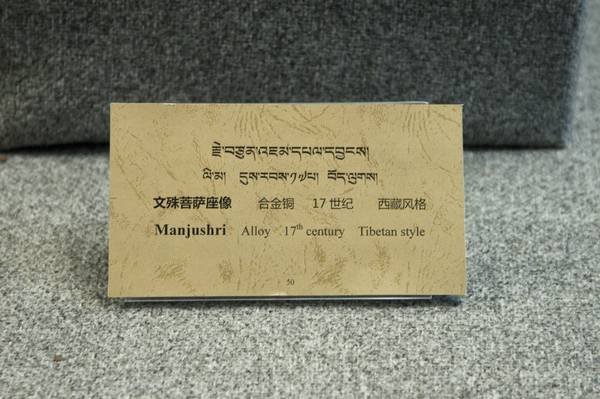 རྗེ་བཙུན་འཇམ་དཔལ་དབྱངས།
ལི་མ། དུས་རབས་༡༧པ། བོད་ལུགས།
文殊菩萨座像 合金铜 17世纪 西藏风格
Manjushri Alloy 17th century Tibetan style
50